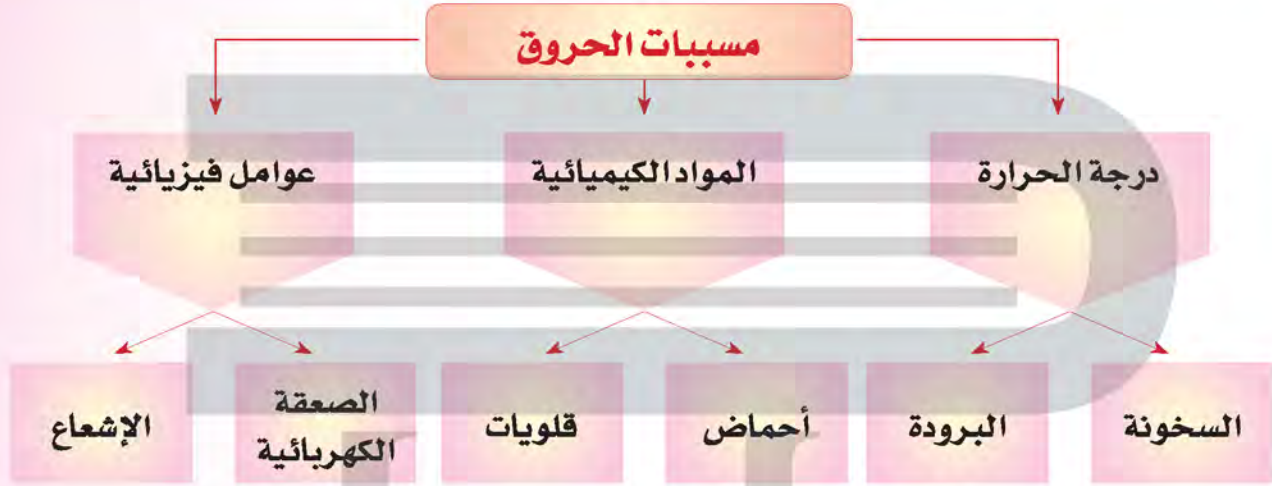 مسببات الحروق
درجة الحرارة
المواد الكيميائية
عوامل فيزيائية
السخونة
البرودة
أحماض
قلويات
الصعقة
الكهربائية
الإشعاع